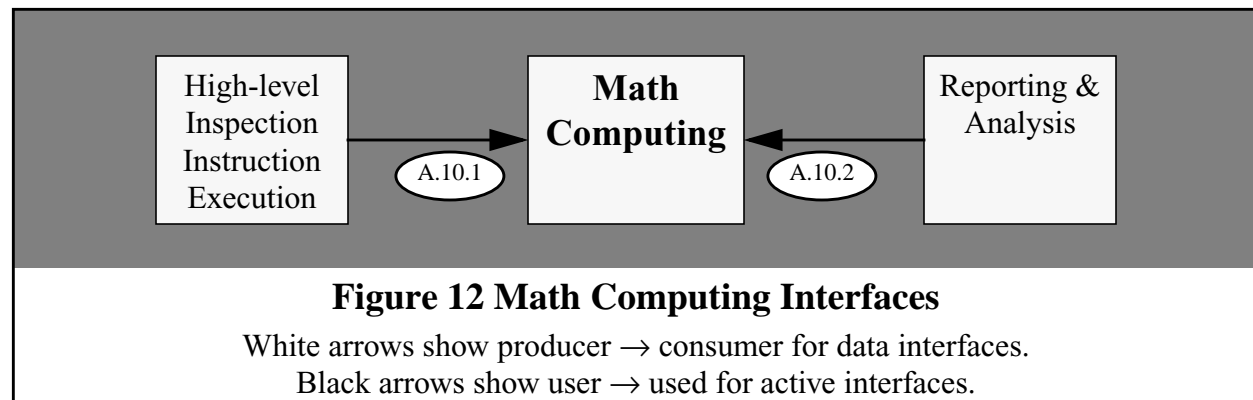 High-level
Inspection
Instruction
Execution
A.10.1
Math
Computing
A.10.2
Reporting &
Analysis
Figure 12 Math Computing Interfaces
White arrows show producer → consumer for data interfaces.
Black arrows show user → used for active interfaces.